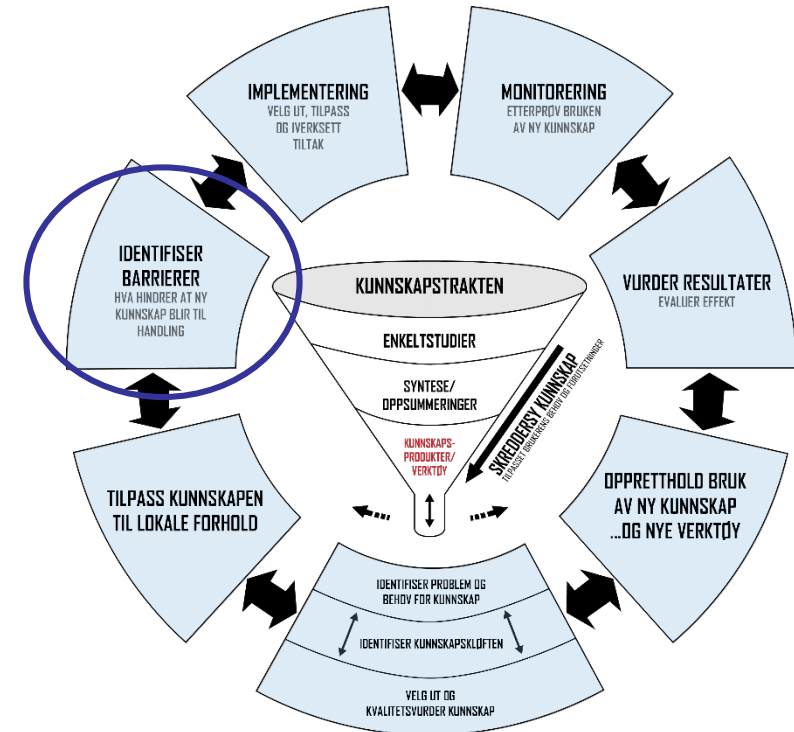 IMPLEMENTERING
VELG UT, TILPASS
OG IVERKSETT
TILTAK
MONITORERING
ETTERPRØV BRUKEN
AV NY KUNNSKAP
IDENTIFISER
BARRIERER
HVA HINDRER AT NY
KUNNSKAP BLIR TIL
HANDLING
VURDER RESULTATER
EVALUER EFFEKT
KUNNSKAPSTRAKTEN
ENKELTSTUDIER
SYNTESE/
OPPSUMMERINGER
KUNNSKAPS-
PRODUKTER/
VERKTØY
SKREDDERSY KUNNSKAP
TILPASSET BRUKERENS BEHOV OG FORUTSETNINGER
TILPASS KUNNSKAPEN
TIL LOKALE FORHOLD
OPPRETTHOLD BRUK
AV NY KUNNSKAP
...OG NYE VERKTØY
IDENTIFISER PROBLEM OG
BEHOV FOR KUNNSKAP
IDENTIFISER KUNNSKAPSKLØFTEN
VELG UT OG
KVALITETSVURDER KUNNSKAP